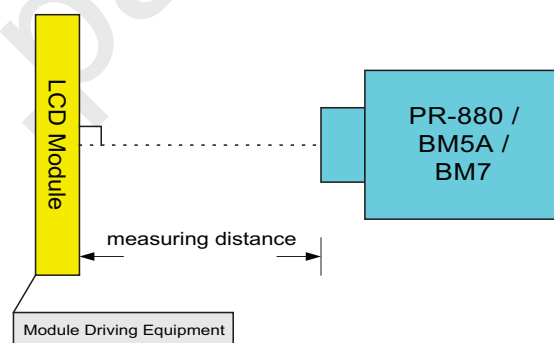 LCD Module
PR-880 /
BM5A /
BM7
measuring distance
Module Driving Equipment